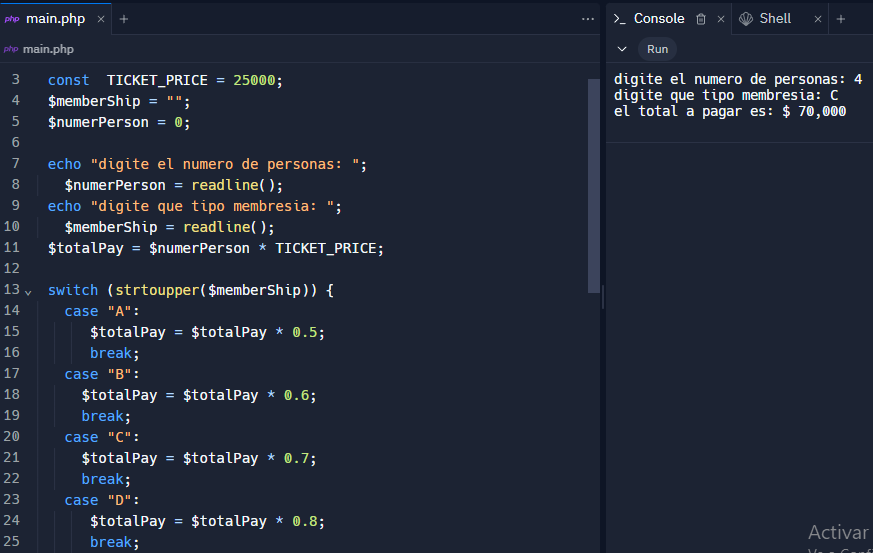 php main.php × + ...
php main.php
3 const  TICKET_PRICE = 25000;
4 $memberShip = "";
5 $numerPerson = 0;
6
7 echo "digite el numero de personas: ";
8   $numerPerson = readline();
9 echo "digite que tipo membresia: ";
10   $memberShip = readline();
11 $totalPay = $numerPerson * TICKET_PRICE;
12
13 switch (strtoupper($memberShip)) {
14   case "A":
15      $totalPay = $totalPay * 0.5;
16      break;
17   case "B":
18     $totalPay = $totalPay * 0.6;
19     break;
20   case "C":
21     $totalPay = $totalPay * 0.7;
22     break;
23   case "D":
24      $totalPay = $totalPay * 0.8;
25      break;
>_ Console × Shell × +
Run
digite el numero de personas: 4
digite que tipo membresia: C
el total a pagar es: $ 70,000
Activar